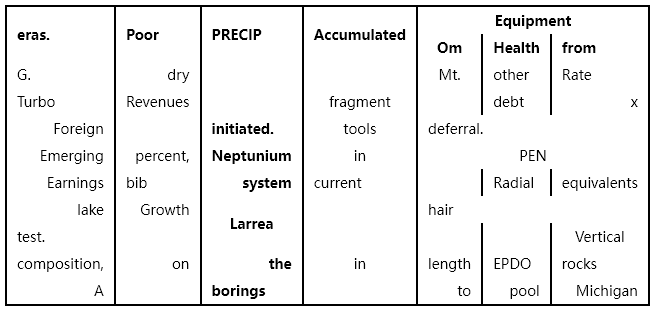 eras. Poor PRECIP Accumulated Equipment
Om Health from
G. dry Mt. other Rate
Turbo Revenues fragment debt x
Foreign initiated. tools deferral.
Emerging percent, Neptunium in PEN
Earnings bib system current Radial equivalents
lake Growth Larrea hair
test. Vertical
composition, on the in length EPDO rocks
A borings to pool Michigan